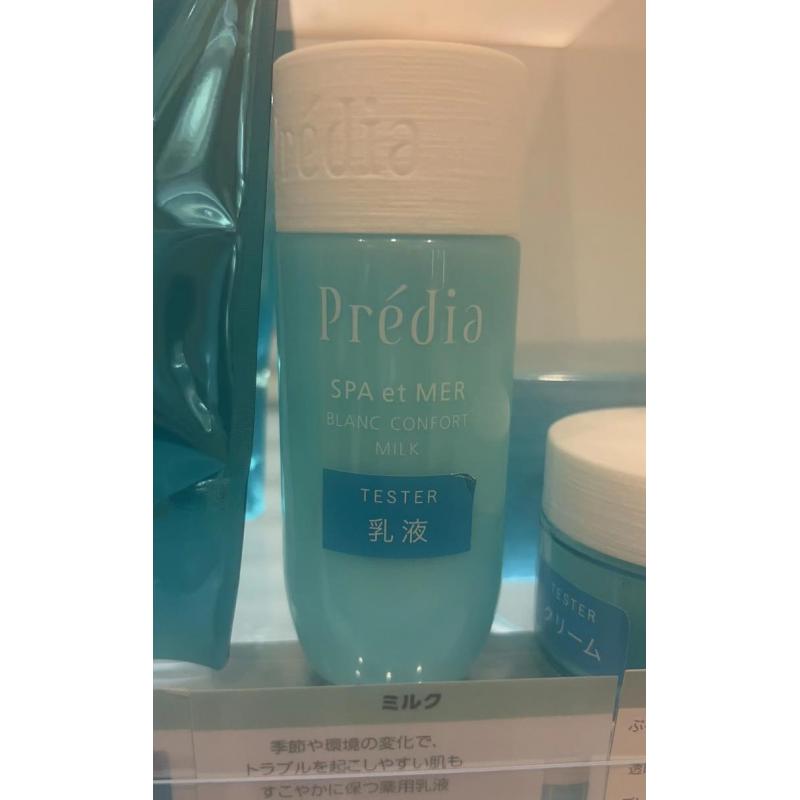 Prédia
Prédia
SPA et MER
BLANC CONFORT
MILK
TESTER
乳液
TESTER
クリーム
ミルク
季節や環境の変化で、
トラブルを起こしやすい肌も
すこやかに保つ薬用乳液